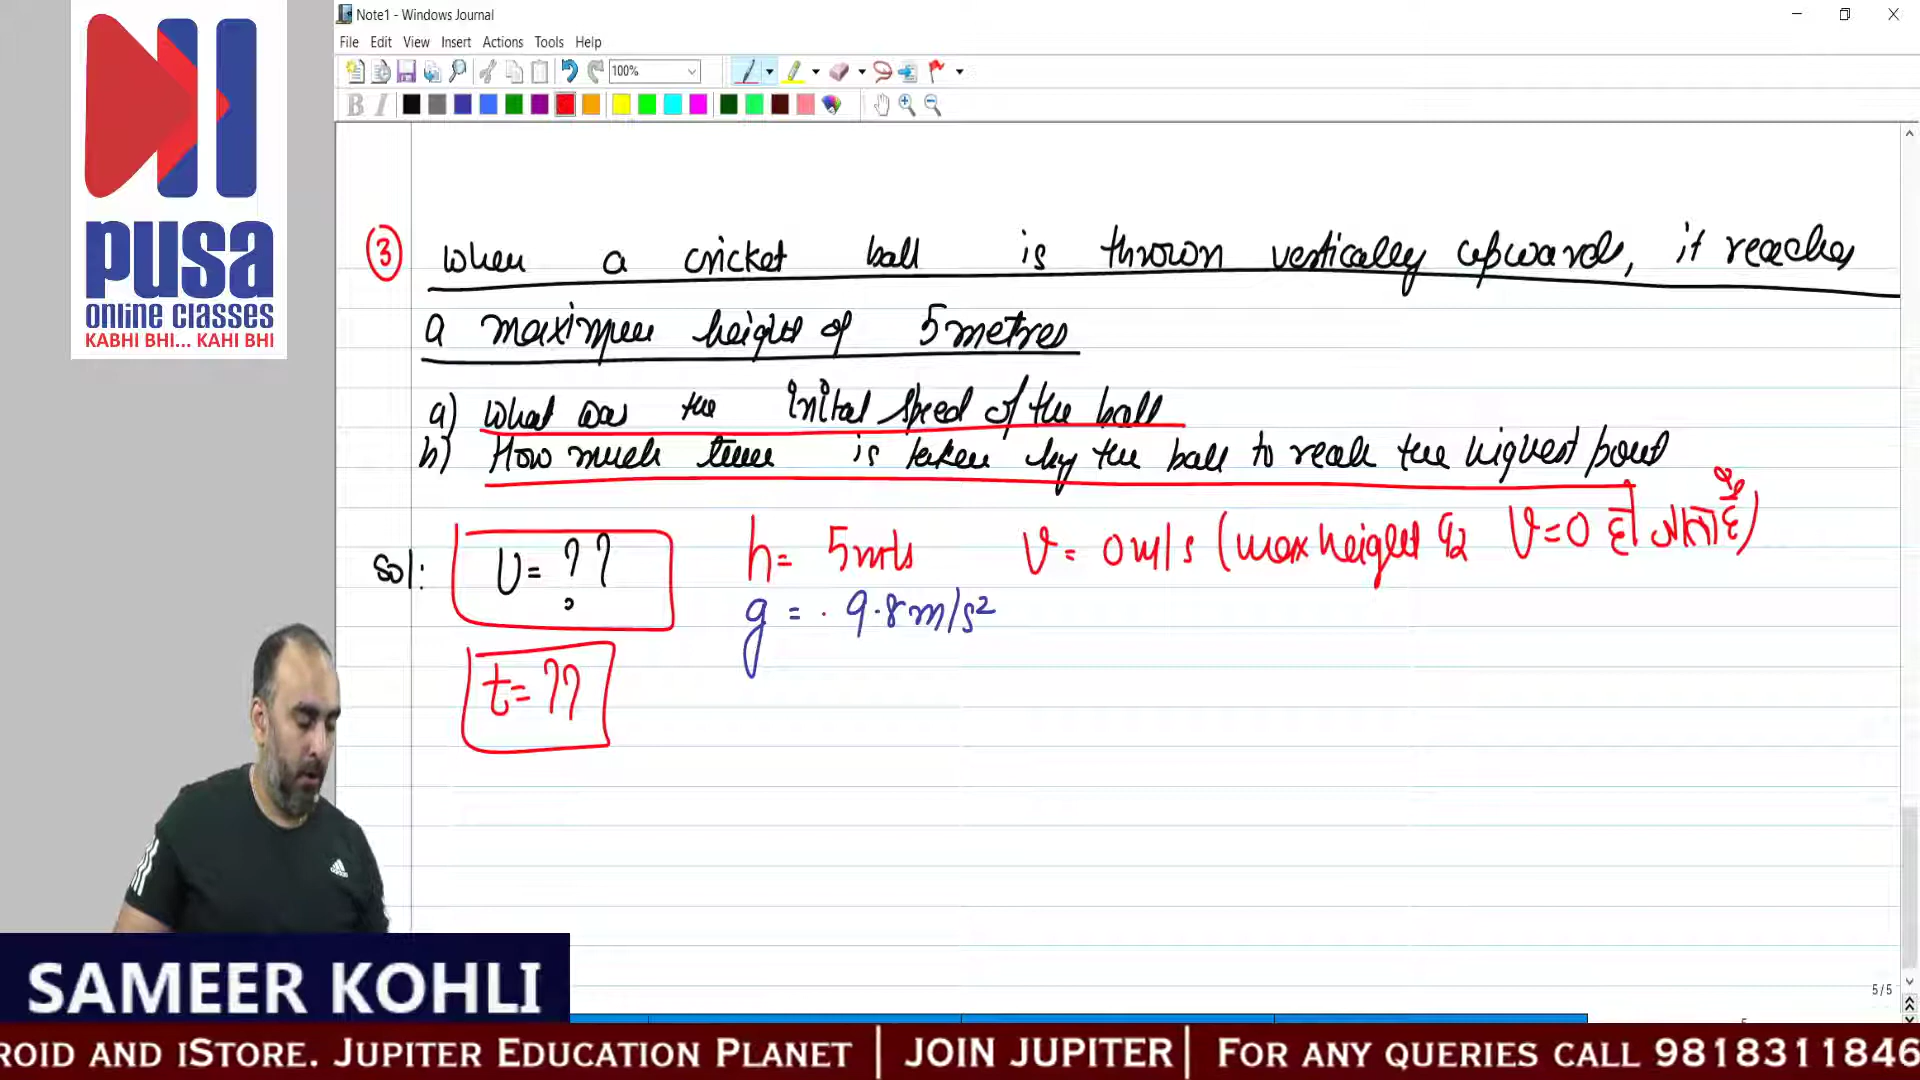 Note1 - Windows Journal
File Edit View Insert Actions Tools Help
100%
B I
PUSA
ONLINE CLASSES
KABHI BHI... KAHI BHI
③ When a cricket ball is thrown vertically upwards, it reaches
a maximum height of 5 metres
a) What was the initial speed of the ball
b) How much time is taken by the ball to reach the highest point
Sol: U = ??
h = 5mts
V = 0 m/s (max height पर V=0 हो जाता है)
g = - 9.8 m/s²
t = ??
5 / 5
SAMEER KOHLI
ROID AND iSTORE. JUPITER EDUCATION PLANET | JOIN JUPITER | FOR ANY QUERIES CALL 9818311846